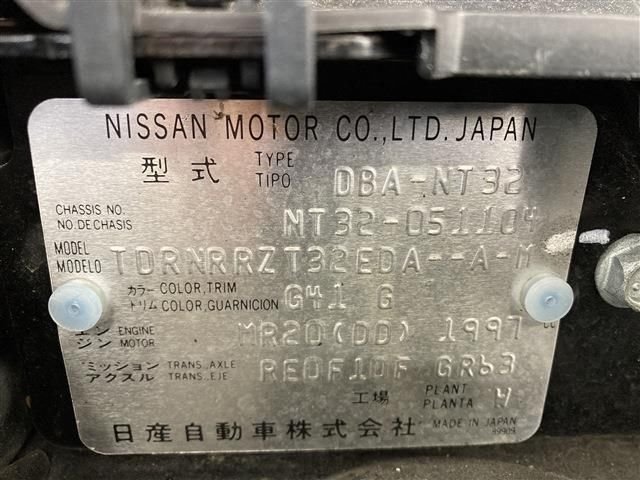 NISSAN MOTOR CO.,LTD. JAPAN
型式 TYPE TIPO DBA-NT32
CHASSIS NO. NO.DE CHASIS NT32-051104
MODEL MODELO TDRNRRZ T32EDA--A-M
カラー COLOR, TRIM トリム COLOR, GUARNICION G41 G
エンジン ENGINE MOTOR MR20(DD) 1997 cc
ミッション TRANS., AXLE アクスル TRANS., EJE RE0F10F GR63
工場 PLANT PLANTA W
日産自動車株式会社 MADE IN JAPAN